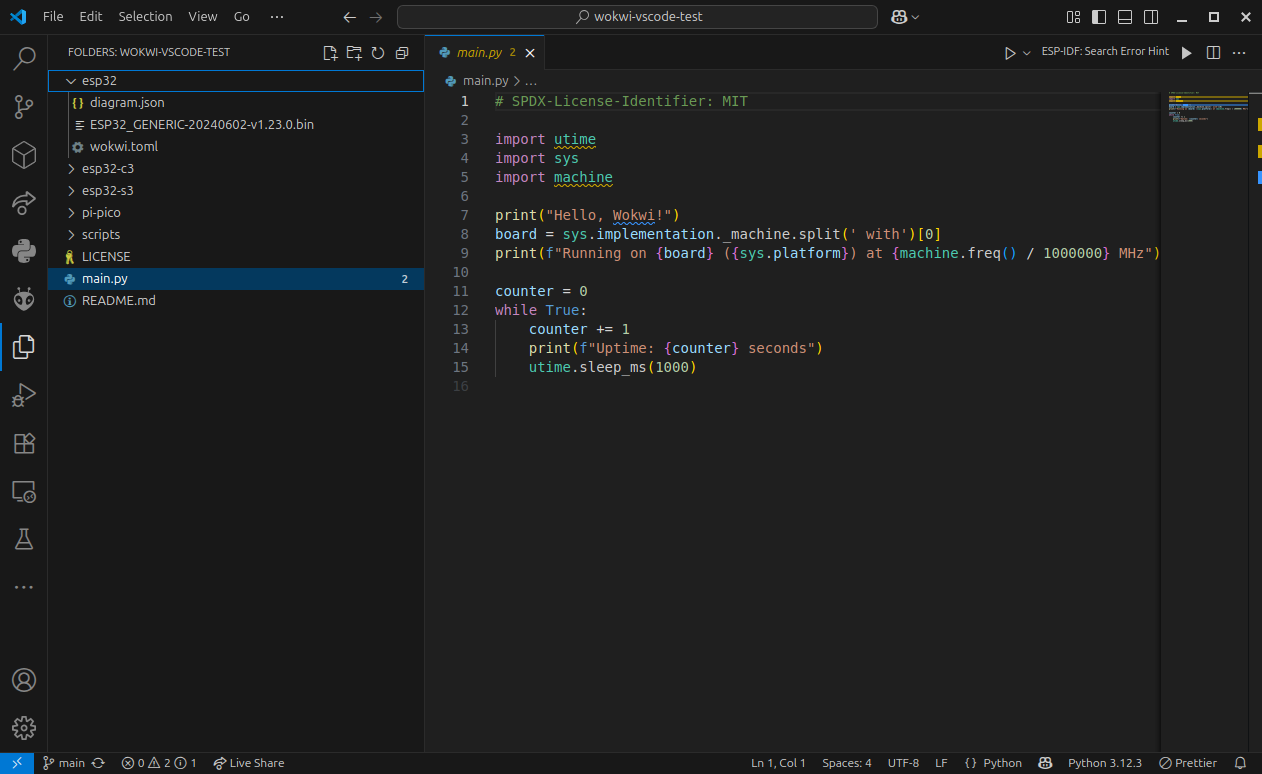 File Edit Selection View Go ··· wokwi-vscode-test
FOLDERS: WOKWI-VSCODE-TEST
esp32
diagram.json
ESP32_GENERIC-20240602-v1.23.0.bin
wokwi.toml
esp32-c3
esp32-s3
pi-pico
scripts
LICENSE
main.py 2
README.md
main.py 2 ESP-IDF: Search Error Hint
main.py > ...
1 # SPDX-License-Identifier: MIT
2
3 import utime
4 import sys
5 import machine
6
7 print("Hello, Wokwi!")
8 board = sys.implementation._machine.split(' with')[0]
9 print(f"Running on {board} ({sys.platform}) at {machine.freq() / 1000000} MHz")
10
11 counter = 0
12 while True:
13     counter += 1
14     print(f"Uptime: {counter} seconds")
15     utime.sleep_ms(1000)
16
main 0 2 1 Live Share Ln 1, Col 1 Spaces: 4 UTF-8 LF {} Python Python 3.12.3 Prettier